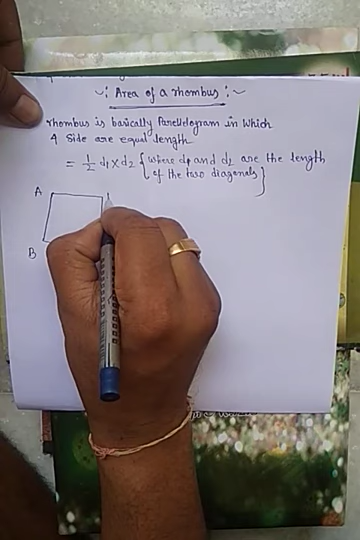 ~: Area of a rhombus :~
rhombus is basically Parellelogram in which
4 side are equal length
= 1/2 d1 x d2 { where d1 and d2 are the length
of the two diagonals }
A
B